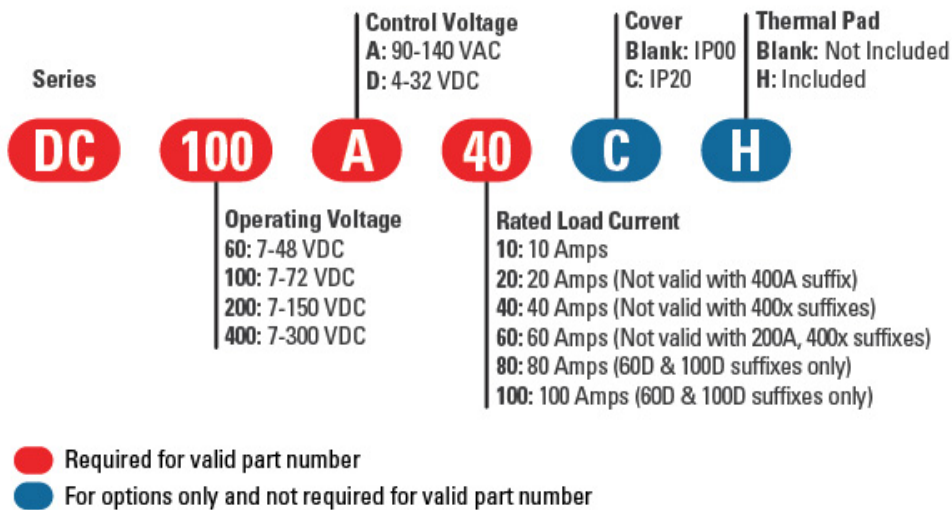 Control Voltage
A: 90-140 VAC
D: 4-32 VDC
Cover
Blank: IP00
C: IP20
Thermal Pad
Blank: Not Included
H: Included
Series
DC
100
A
40
C
H
Operating Voltage
60: 7-48 VDC
100: 7-72 VDC
200: 7-150 VDC
400: 7-300 VDC
Rated Load Current
10: 10 Amps
20: 20 Amps (Not valid with 400A suffix)
40: 40 Amps (Not valid with 400x suffixes)
60: 60 Amps (Not valid with 200A, 400x suffixes)
80: 80 Amps (60D & 100D suffixes only)
100: 100 Amps (60D & 100D suffixes only)
Required for valid part number
For options only and not required for valid part number